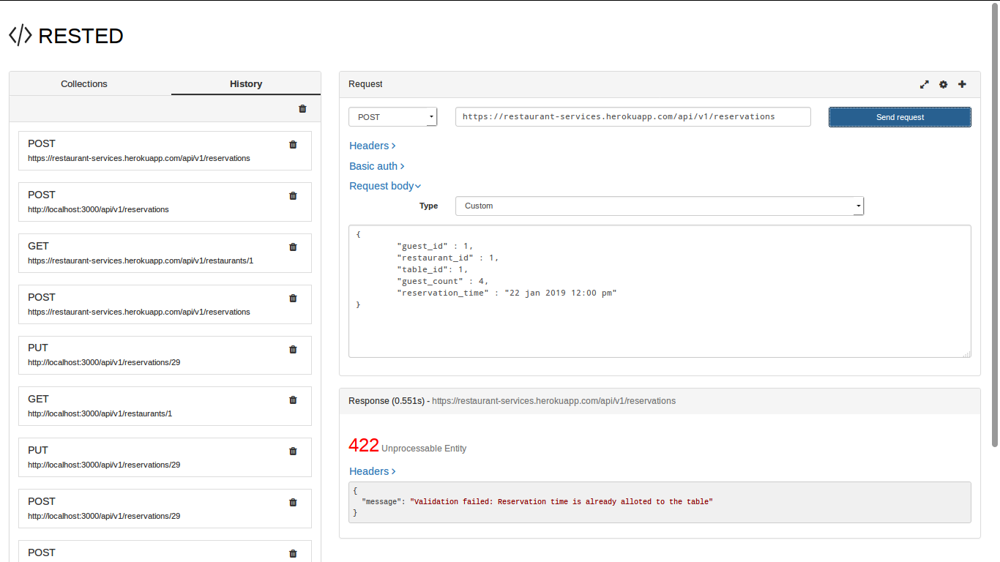 </> RESTED
Collections History
POST
https://restaurant-services.herokuapp.com/api/v1/reservations
POST
http://localhost:3000/api/v1/reservations
GET
https://restaurant-services.herokuapp.com/api/v1/restaurants/1
POST
https://restaurant-services.herokuapp.com/api/v1/reservations
PUT
http://localhost:3000/api/v1/reservations/29
GET
http://localhost:3000/api/v1/restaurants/1
PUT
http://localhost:3000/api/v1/reservations/29
POST
http://localhost:3000/api/v1/reservations/29
POST
Request
POST https://restaurant-services.herokuapp.com/api/v1/reservations Send request
Headers
Basic auth
Request body
Type Custom
{
"guest_id" : 1,
"restaurant_id" : 1,
"table_id": 1,
"guest_count" : 4,
"reservation_time" : "22 jan 2019 12:00 pm"
}
Response (0.551s) - https://restaurant-services.herokuapp.com/api/v1/reservations
422 Unprocessable Entity
Headers
{
"message": "Validation failed: Reservation time is already alloted to the table"
}